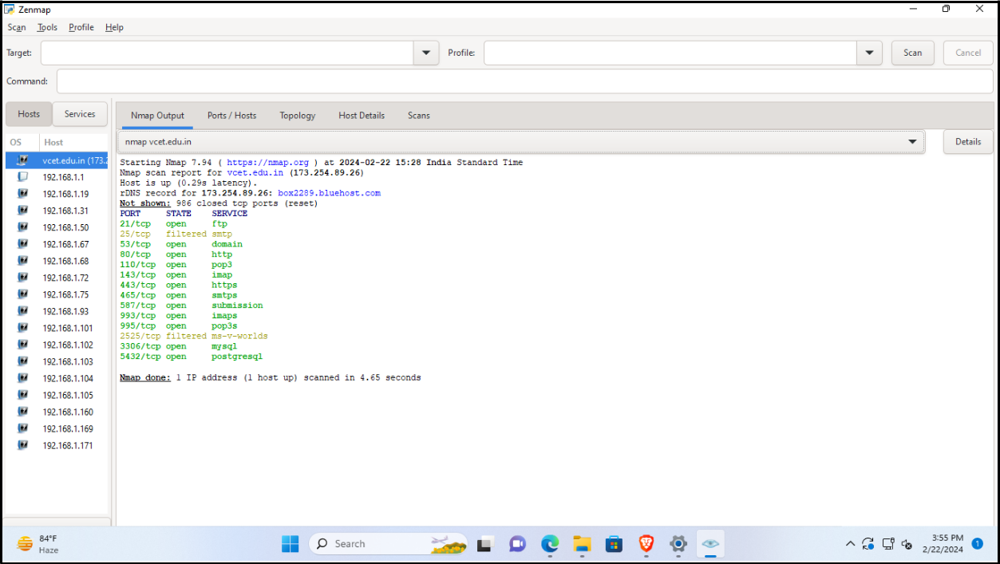 Zenmap
Scan Tools Profile Help
Target: Profile: Scan Cancel
Command:
Hosts Services
Nmap Output Ports / Hosts Topology Host Details Scans
OS Host
nmap vcet.edu.in Details
vcet.edu.in (173.2
192.168.1.1
192.168.1.19
192.168.1.31
192.168.1.50
192.168.1.67
192.168.1.68
192.168.1.72
192.168.1.75
192.168.1.93
192.168.1.101
192.168.1.102
192.168.1.103
192.168.1.104
192.168.1.105
192.168.1.160
192.168.1.169
192.168.1.171
Starting Nmap 7.94 ( https://nmap.org ) at 2024-02-22 15:28 India Standard Time
Nmap scan report for vcet.edu.in (173.254.89.26)
Host is up (0.29s latency).
rDNS record for 173.254.89.26: box2289.bluehost.com
Not shown: 986 closed tcp ports (reset)
PORT STATE SERVICE
21/tcp open ftp
25/tcp filtered smtp
53/tcp open domain
80/tcp open http
110/tcp open pop3
143/tcp open imap
443/tcp open https
465/tcp open smtps
587/tcp open submission
993/tcp open imaps
995/tcp open pop3s
2525/tcp filtered ms-v-worlds
3306/tcp open mysql
5432/tcp open postgresql
Nmap done: 1 IP address (1 host up) scanned in 4.65 seconds
84°F
Haze
Search
3:55 PM
2/22/2024
1